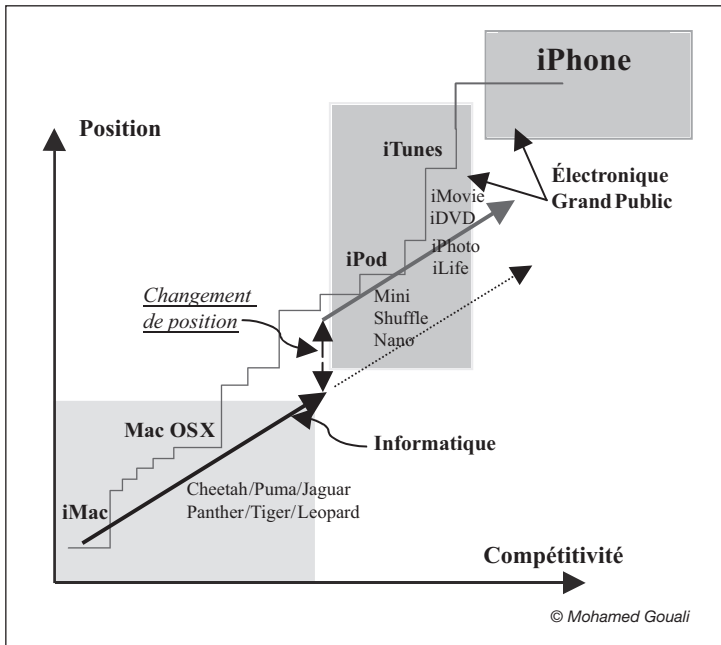 iPhone
Position
iTunes
Électronique
Grand Public
iMovie
iDVD
iPod
iPhoto
iLife
Changement
de position
Mini
Shuffle
Nano
Mac OSX
Informatique
Cheetah/Puma/Jaguar
Panther/Tiger/Leopard
iMac
Compétitivité
© Mohamed Gouali